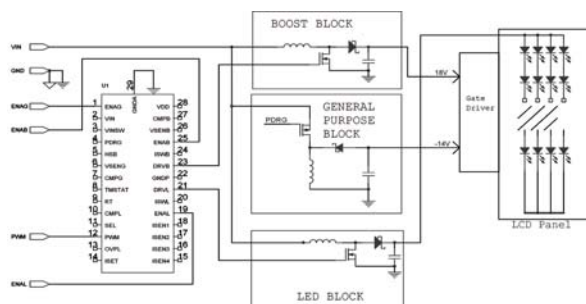 BOOST BLOCK
VIN
GND
ENAG
ENAB
PWM
ENAL
U1
GNDA
29
1 ENAG VDD 28
2 VIN CMPB 27
3 VINSW VSENB 26
4 PDRG ENAB 25
5 HSB ISWB 24
6 VSENG DRVB 23
7 CMPG GNDP 22
8 TMSTAT DRVL 21
9 RT ISWL 20
10 CMPL ENAL 19
11 SEL ISEN1 18
12 PWM ISEN2 17
13 OVPL ISEN3 16
14 ISET ISEN4 15
GENERAL
PURPOSE
BLOCK
PDRG
LED BLOCK
18V
-14V
Gate
Driver
LCD Panel